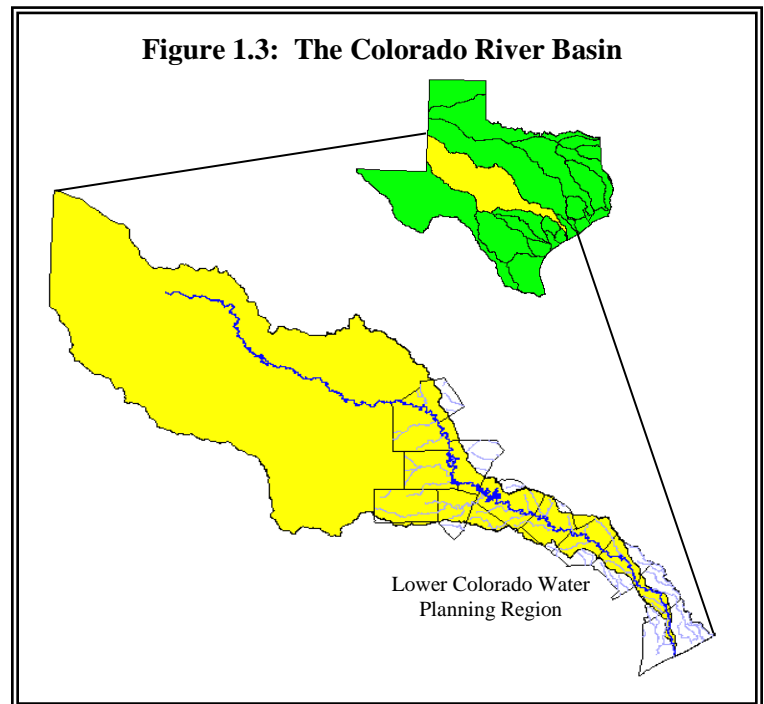 Figure 1.3:  The Colorado River Basin
Lower Colorado Water
Planning Region